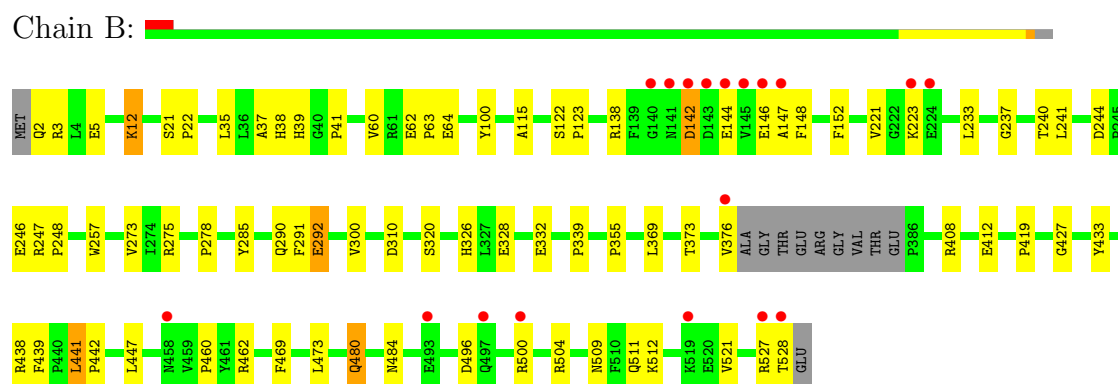 Chain B:
MET Q2 R3 L4 E5 K12 S21 P22 L35 L36 A37 H38 H39 G40 P41 V60 R61 E62 P63 E64 Y100 A115 S122 P123 R138 F139 G140 N141 D142 D143 E144 V145 E146 A147 F148 F152 V221 G222 K223 E224 L233 G237 T240 L241 D244
E246 R247 P248 W257 V273 I274 R275 P278 Y285 Q290 F291 E292 V300 D310 S320 H326 L327 E328 E332 P339 P355 L369 T373 V376 ALA GLY THR GLU ARG GLY VAL THR GLU P386 R408 E412 P419 G427 Y433
R438 F439 P440 L441 P442 L447 N458 V459 P460 Y461 R462 F469 L473 Q480 N484 E493 D496 Q497 R500 R504 N509 F510 Q511 K512 K519 E520 V521 R527 T528 GLU